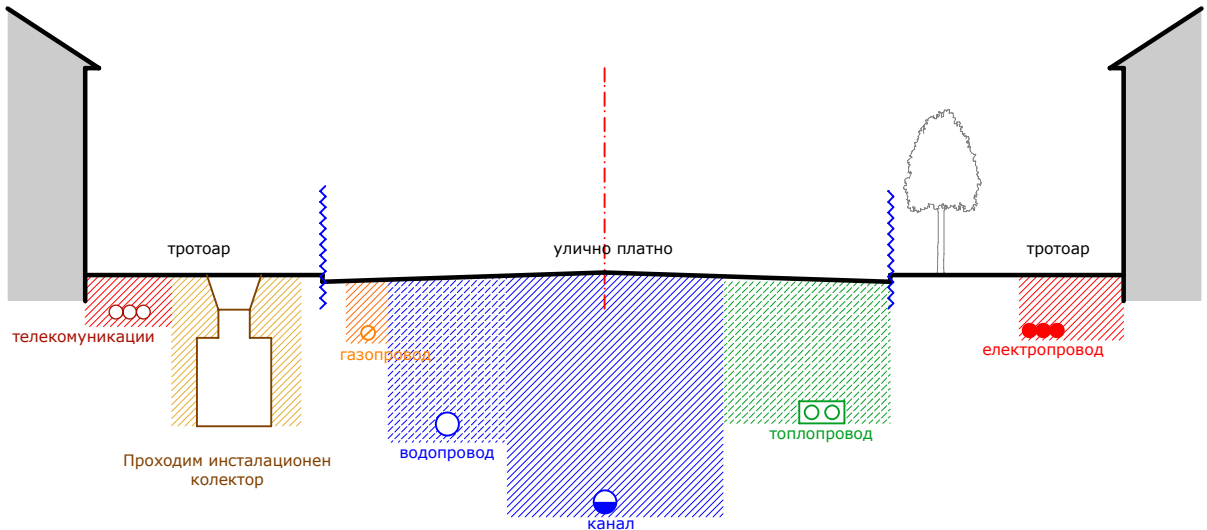 тротоар
улично платно
тротоар
телекомуникации
газопровод
електропровод
водопровод
топлопровод
Проходим инсталационен
колектор
канал